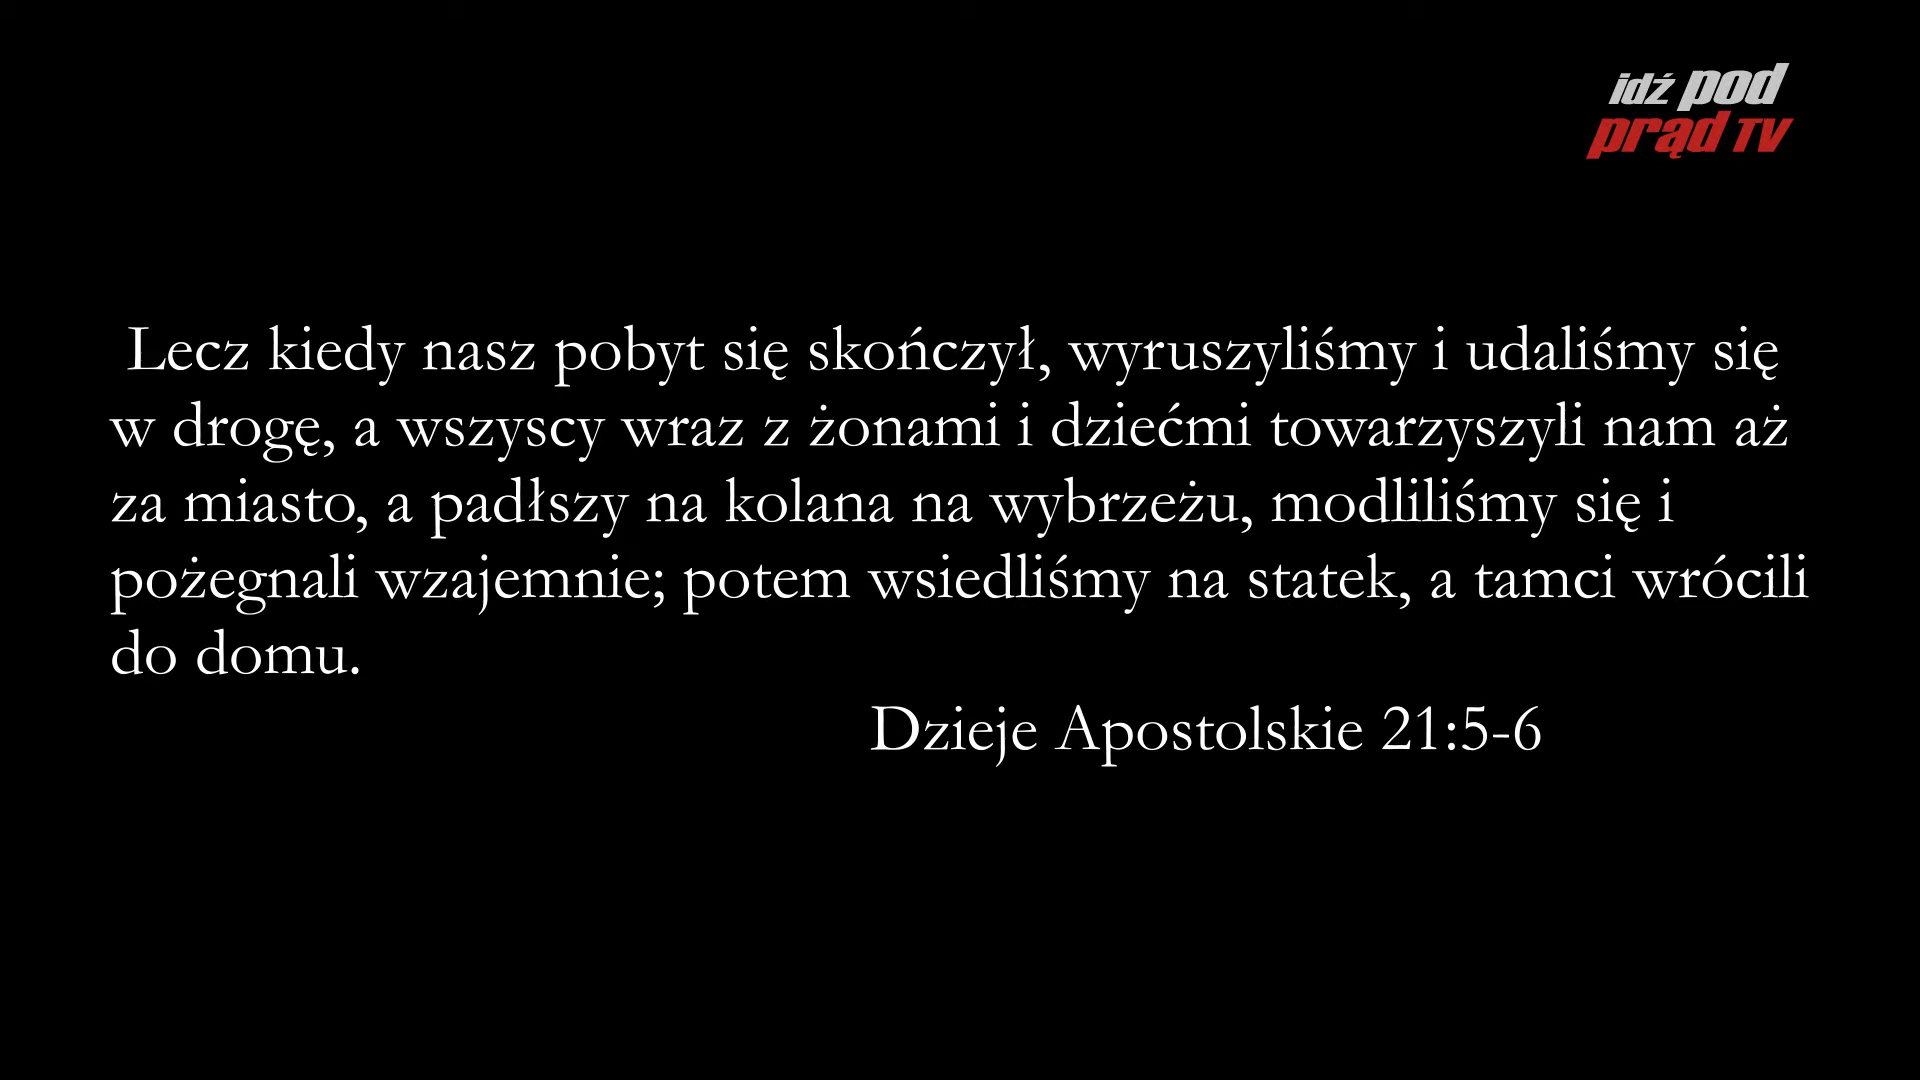 idź pod
prąd TV
Lecz kiedy nasz pobyt się skończył, wyruszyliśmy i udaliśmy się
w drogę, a wszyscy wraz z żonami i dziećmi towarzyszyli nam aż
za miasto, a padłszy na kolana na wybrzeżu, modliliśmy się i
pożegnali wzajemnie; potem wsiedliśmy na statek, a tamci wrócili
do domu.
Dzieje Apostolskie 21:5-6